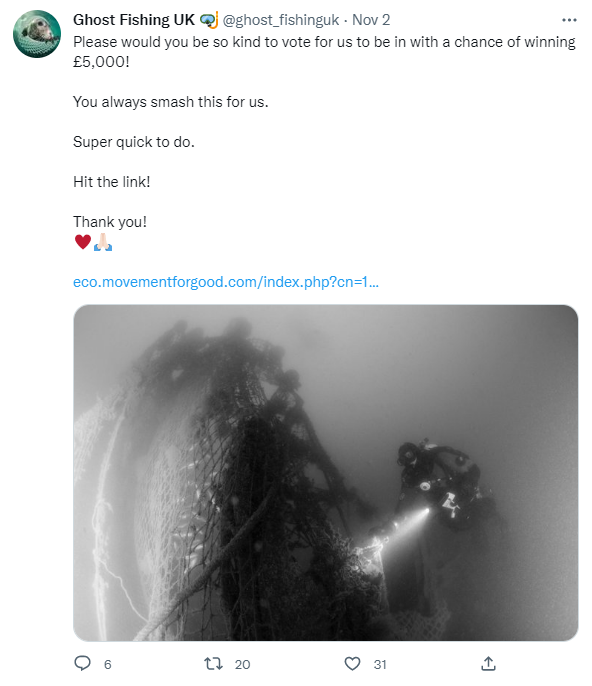 Ghost Fishing UK 🤿 @ghost_fishinguk · Nov 2
Please would you be so kind to vote for us to be in with a chance of winning
£5,000!
You always smash this for us.
Super quick to do.
Hit the link!
Thank you!
❤️🙏🏻
eco.movementforgood.com/index.php?cn=1...
6 20 31